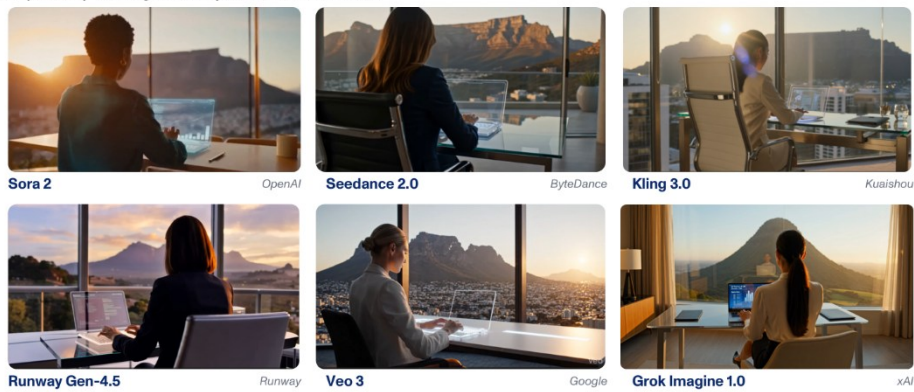 Sora 2 OpenAI
Seedance 2.0 ByteDance
Kling 3.0 Kuaishou
Runway Gen-4.5 Runway
Veo 3 Google
Grok Imagine 1.0 xAI